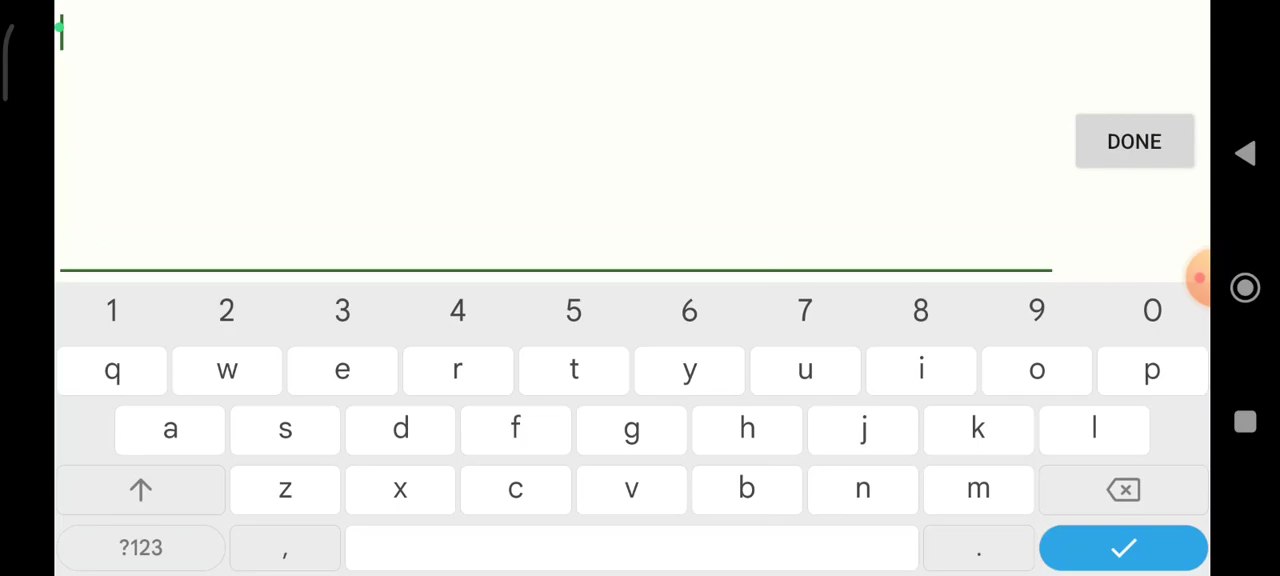 DONE
1 2 3 4 5 6 7 8 9 0
q w e r t y u i o p
a s d f g h j k l
z x c v b n m
?123 , .